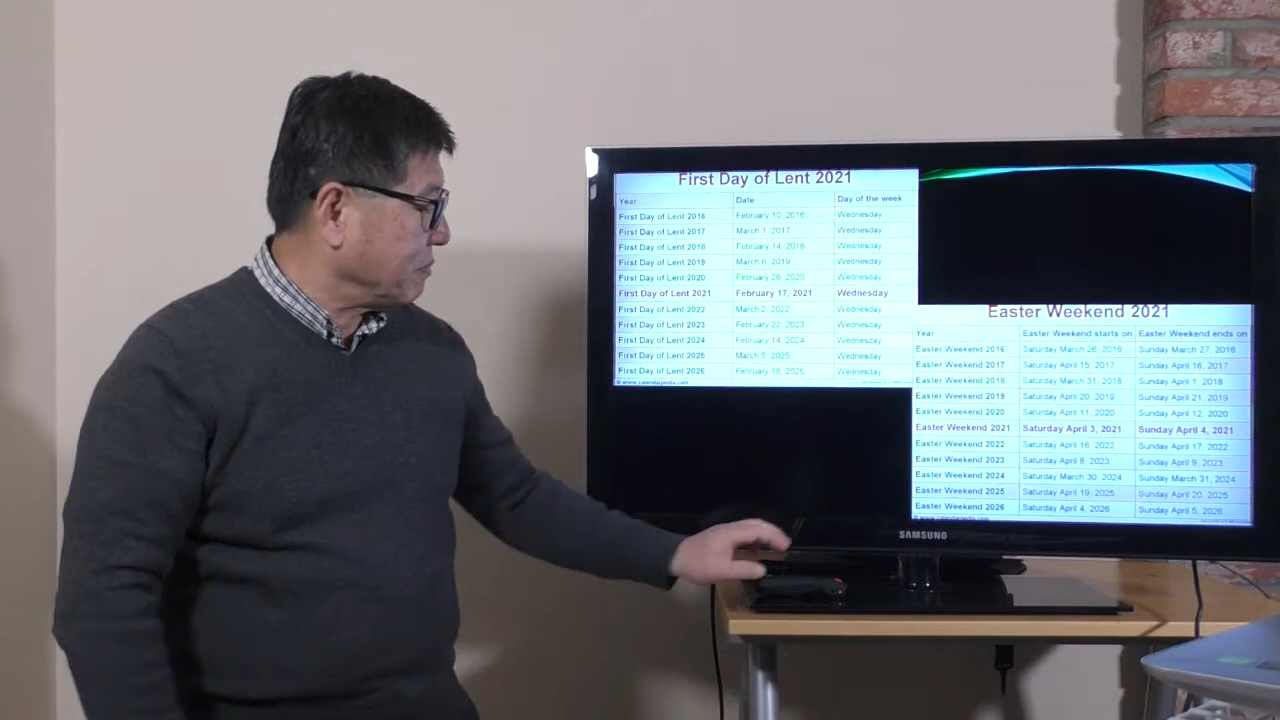 First Day of Lent 2021
Year Date Day of the week
First Day of Lent 2016 February 10, 2016 Wednesday
First Day of Lent 2017 March 1, 2017 Wednesday
First Day of Lent 2018 February 14, 2018 Wednesday
First Day of Lent 2019 March 6, 2019 Wednesday
First Day of Lent 2020 February 26, 2020 Wednesday
First Day of Lent 2021 February 17, 2021 Wednesday
First Day of Lent 2022 March 2, 2022 Wednesday
First Day of Lent 2023 February 22, 2023 Wednesday
First Day of Lent 2024 February 14, 2024 Wednesday
First Day of Lent 2025 March 5, 2025 Wednesday
First Day of Lent 2026 February 18, 2026 Wednesday
© www.calendarpedia.com
Easter Weekend 2021
Year Easter Weekend starts on Easter Weekend ends on
Easter Weekend 2016 Saturday March 26, 2016 Sunday March 27, 2016
Easter Weekend 2017 Saturday April 15, 2017 Sunday April 16, 2017
Easter Weekend 2018 Saturday March 31, 2018 Sunday April 1, 2018
Easter Weekend 2019 Saturday April 20, 2019 Sunday April 21, 2019
Easter Weekend 2020 Saturday April 11, 2020 Sunday April 12, 2020
Easter Weekend 2021 Saturday April 3, 2021 Sunday April 4, 2021
Easter Weekend 2022 Saturday April 16, 2022 Sunday April 17, 2022
Easter Weekend 2023 Saturday April 8, 2023 Sunday April 9, 2023
Easter Weekend 2024 Saturday March 30, 2024 Sunday March 31, 2024
Easter Weekend 2025 Saturday April 19, 2025 Sunday April 20, 2025
Easter Weekend 2026 Saturday April 4, 2026 Sunday April 5, 2026
© www.calendarpedia.com
SAMSUNG